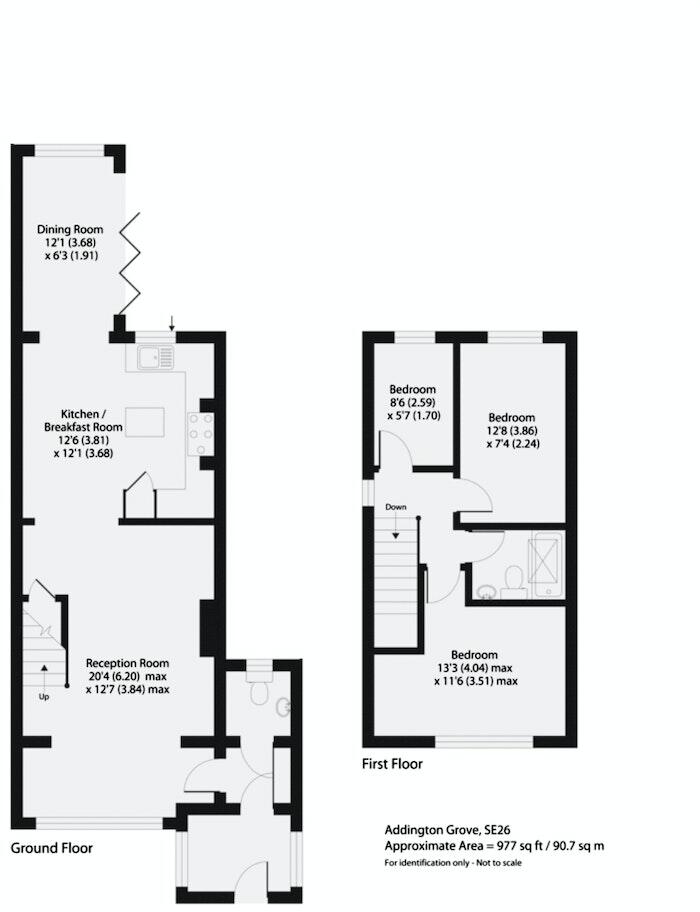 Dining Room
12'1 (3.68)
x 6'3 (1.91)
Kitchen /
Breakfast Room
12'6 (3.81)
x 12'1 (3.68)
Reception Room
20'4 (6.20) max
x 12'7 (3.84) max
Up
Ground Floor
Bedroom
8'6 (2.59)
x 5'7 (1.70)
Bedroom
12'8 (3.86)
x 7'4 (2.24)
Down
Bedroom
13'3 (4.04) max
x 11'6 (3.51) max
First Floor
Addington Grove, SE26
Approximate Area = 977 sq ft / 90.7 sq m
For identification only - Not to scale